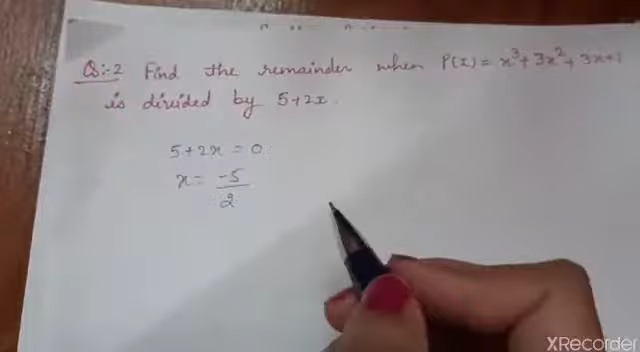 Q:-2 Find the remainder when P(x) = x³ + 3x² + 3x + 1
is divided by 5+2x.
5+2x = 0
x = -5/2
XRecorder